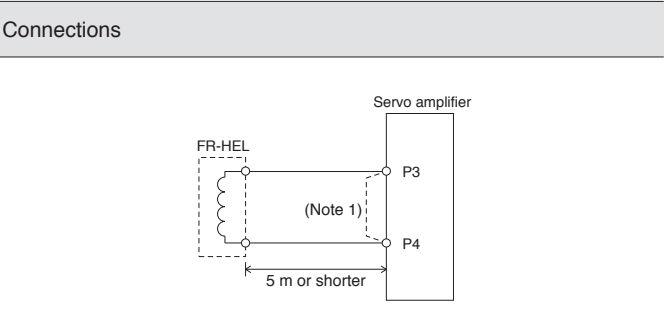 Connections
Servo amplifier
FR-HEL
P3
(Note 1)
P4
5 m or shorter